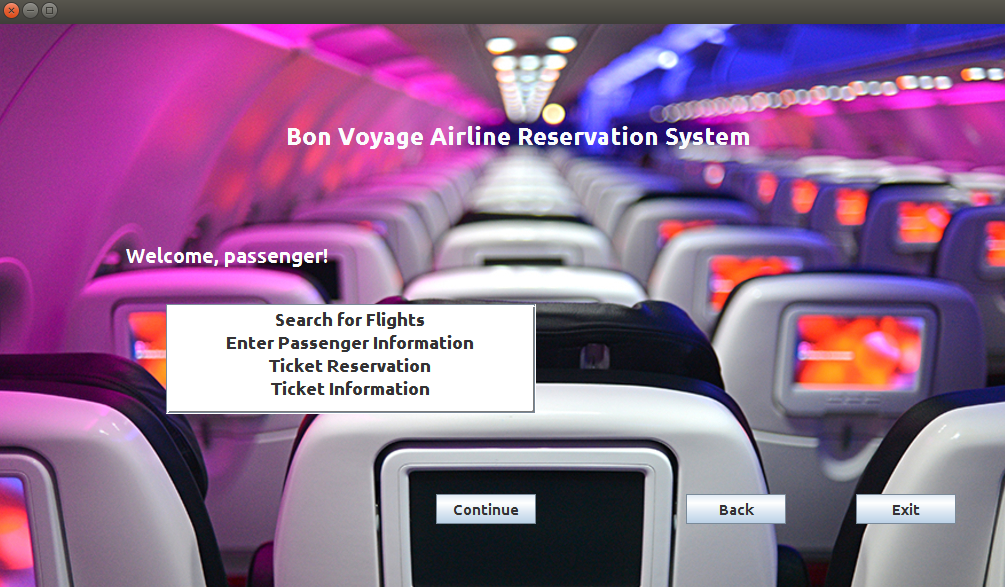 Bon Voyage Airline Reservation System
Welcome, passenger!
Search for Flights
Enter Passenger Information
Ticket Reservation
Ticket Information
Continue
Back
Exit